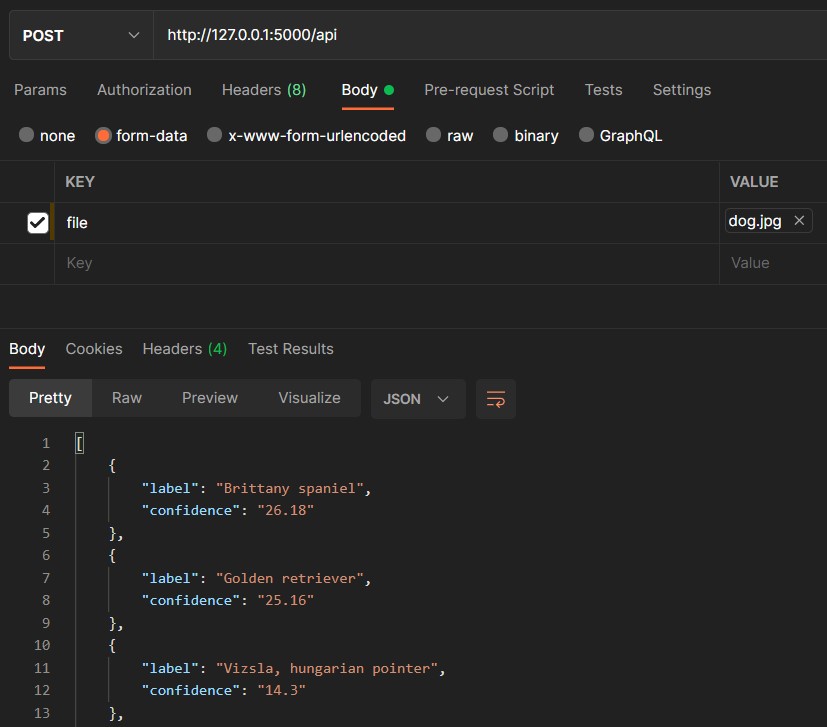 POST http://127.0.0.1:5000/api
Params Authorization Headers (8) Body Pre-request Script Tests Settings
none form-data x-www-form-urlencoded raw binary GraphQL
KEY VALUE
file dog.jpg
Key Value
Body Cookies Headers (4) Test Results
Pretty Raw Preview Visualize JSON
1 [
2 {
3 "label": "Brittany spaniel",
4 "confidence": "26.18"
5 },
6 {
7 "label": "Golden retriever",
8 "confidence": "25.16"
9 },
10 {
11 "label": "Vizsla, hungarian pointer",
12 "confidence": "14.3"
13 },